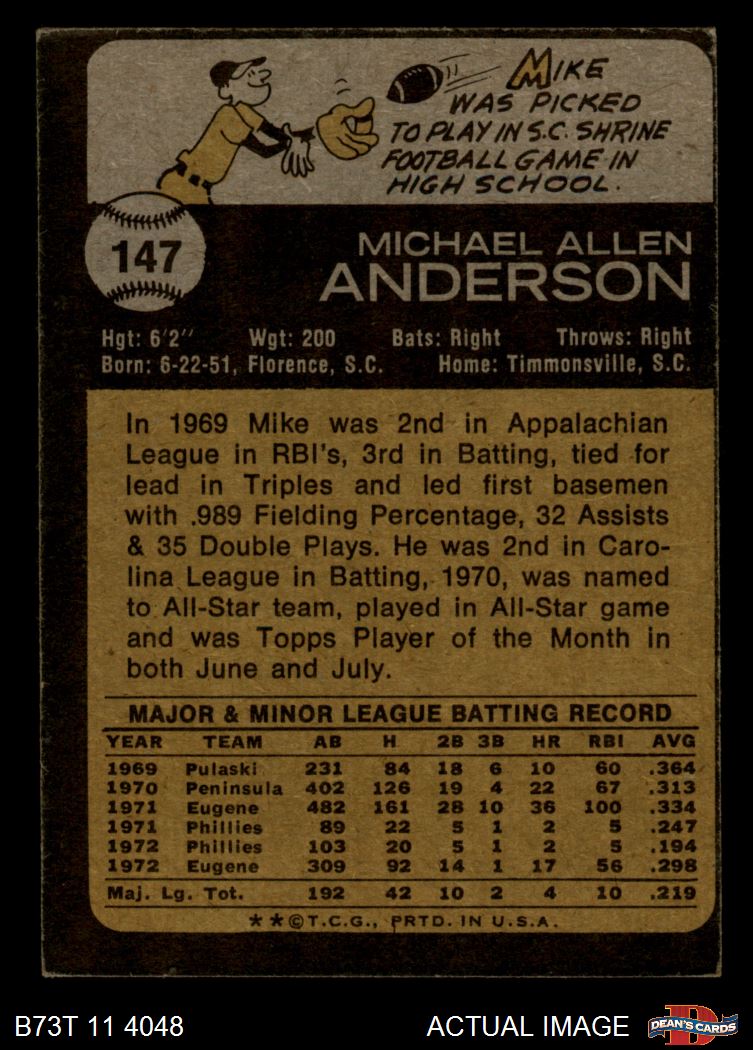 MIKE
WAS PICKED
TO PLAY IN S.C. SHRINE
FOOTBALL GAME IN
HIGH SCHOOL.
147
MICHAEL ALLEN
ANDERSON
Hgt: 6'2" Wgt: 200 Bats: Right Throws: Right
Born: 6-22-51, Florence, S.C. Home: Timmonsville, S.C.
In 1969 Mike was 2nd in Appalachian
League in RBI's, 3rd in Batting, tied for
lead in Triples and led first basemen
with .989 Fielding Percentage, 32 Assists
& 35 Double Plays. He was 2nd in Caro-
lina League in Batting, 1970, was named
to All-Star team, played in All-Star game
and was Topps Player of the Month in
both June and July.
MAJOR & MINOR LEAGUE BATTING RECORD
YEAR TEAM AB H 2B 3B HR RBI AVG
1969 Pulaski 231 84 18 6 10 60 .364
1970 Peninsula 402 126 19 4 22 67 .313
1971 Eugene 482 161 28 10 36 100 .334
1971 Phillies 89 22 5 1 2 5 .247
1972 Phillies 103 20 5 1 2 5 .194
1972 Eugene 309 92 14 1 17 56 .298
Maj. Lg. Tot. 192 42 10 2 4 10 .219
**©T.C.G., PRTD. IN U.S.A.
B73T 11 4048 ACTUAL IMAGE D DEAN'S CARDS